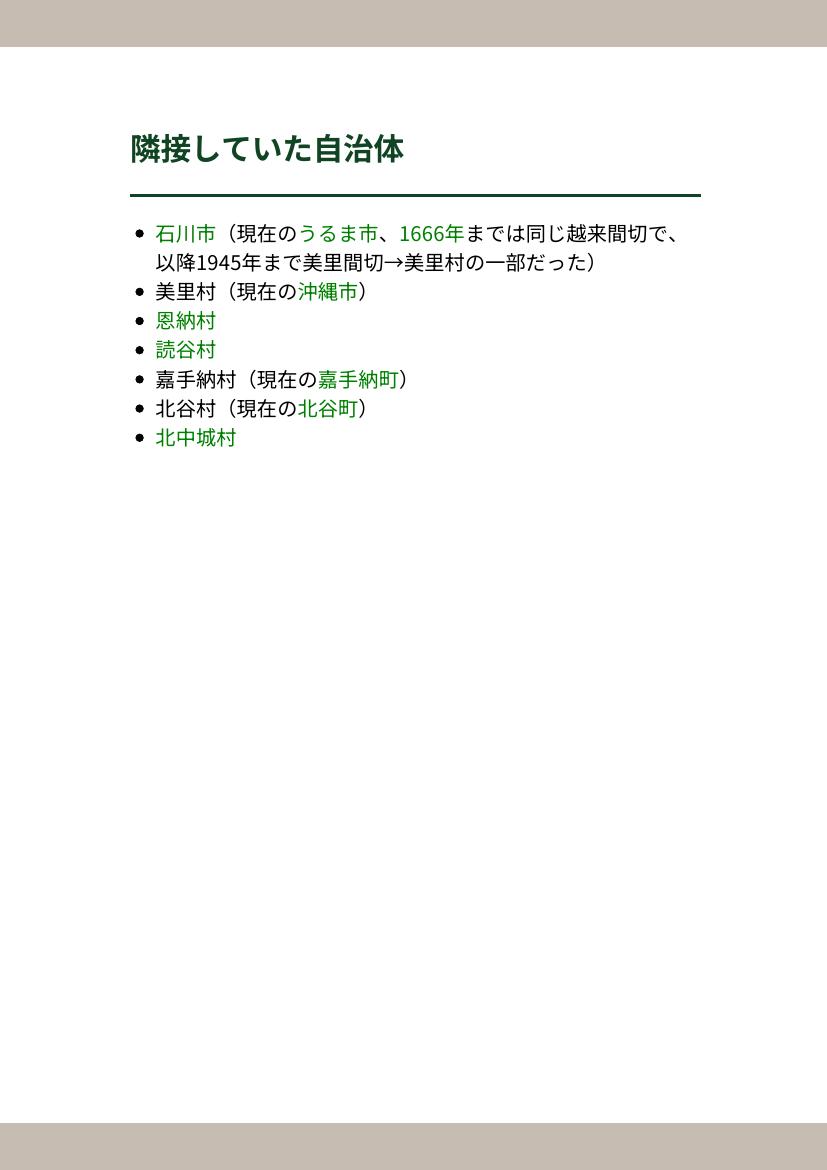 隣接していた自治体
石川市（現在のうるま市、1666年までは同じ越来間切で、
以降1945年まで美里間切→美里村の一部だった）
美里村（現在の沖縄市）
恩納村
読谷村
嘉手納村（現在の嘉手納町）
北谷村（現在の北谷町）
北中城村